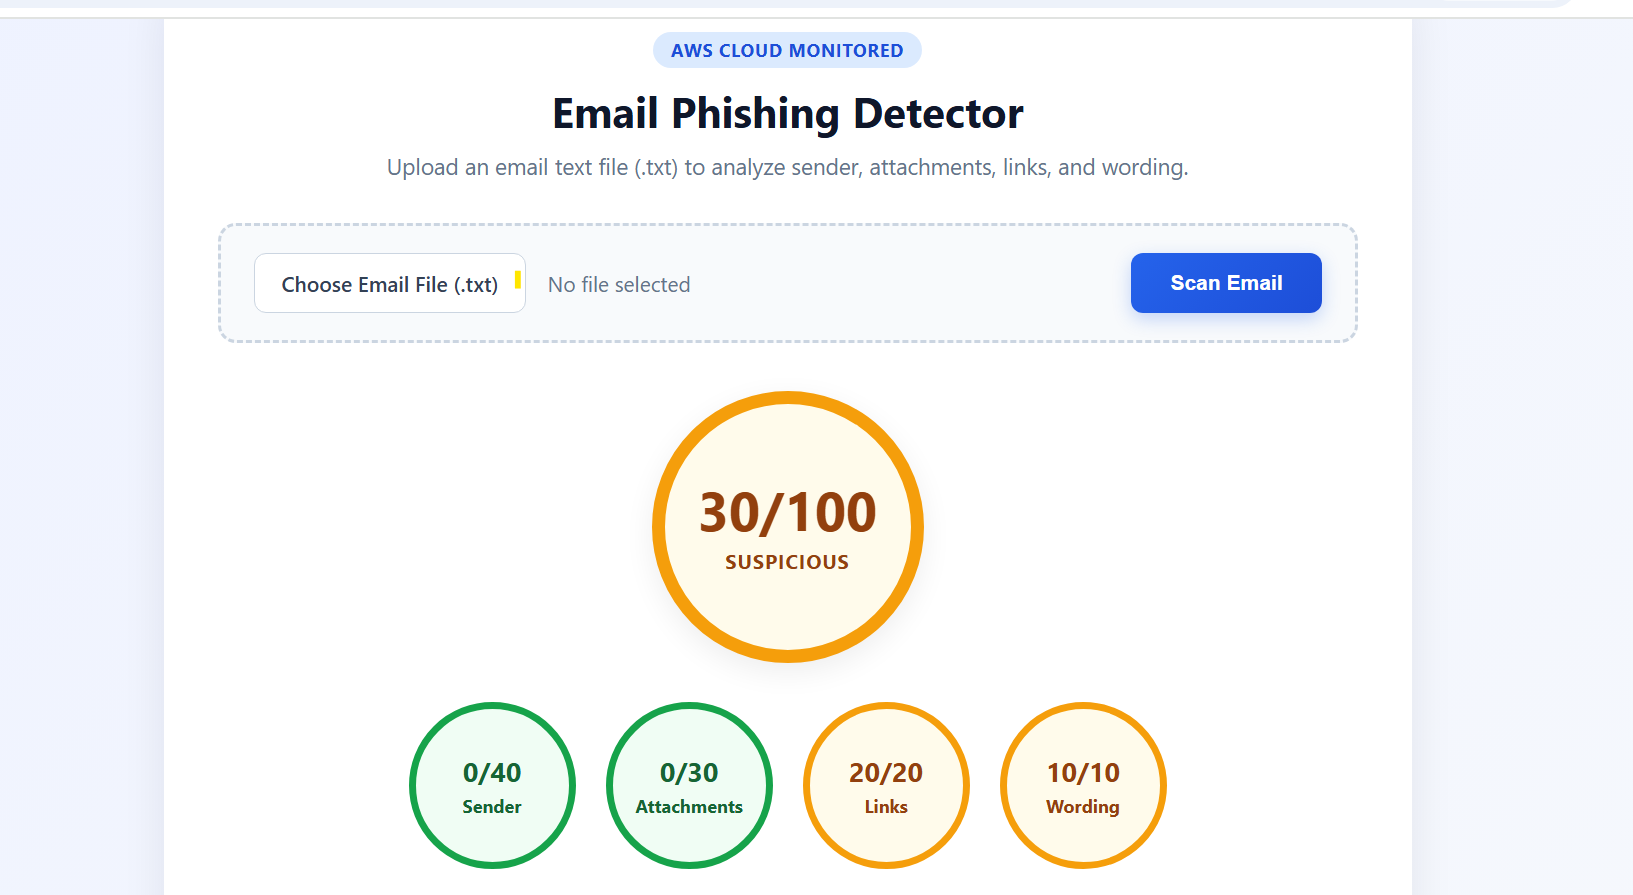 AWS CLOUD MONITORED
Email Phishing Detector
Upload an email text file (.txt) to analyze sender, attachments, links, and wording.
Choose Email File (.txt)
No file selected
Scan Email
30/100
SUSPICIOUS
0/40
Sender
0/30
Attachments
20/20
Links
10/10
Wording